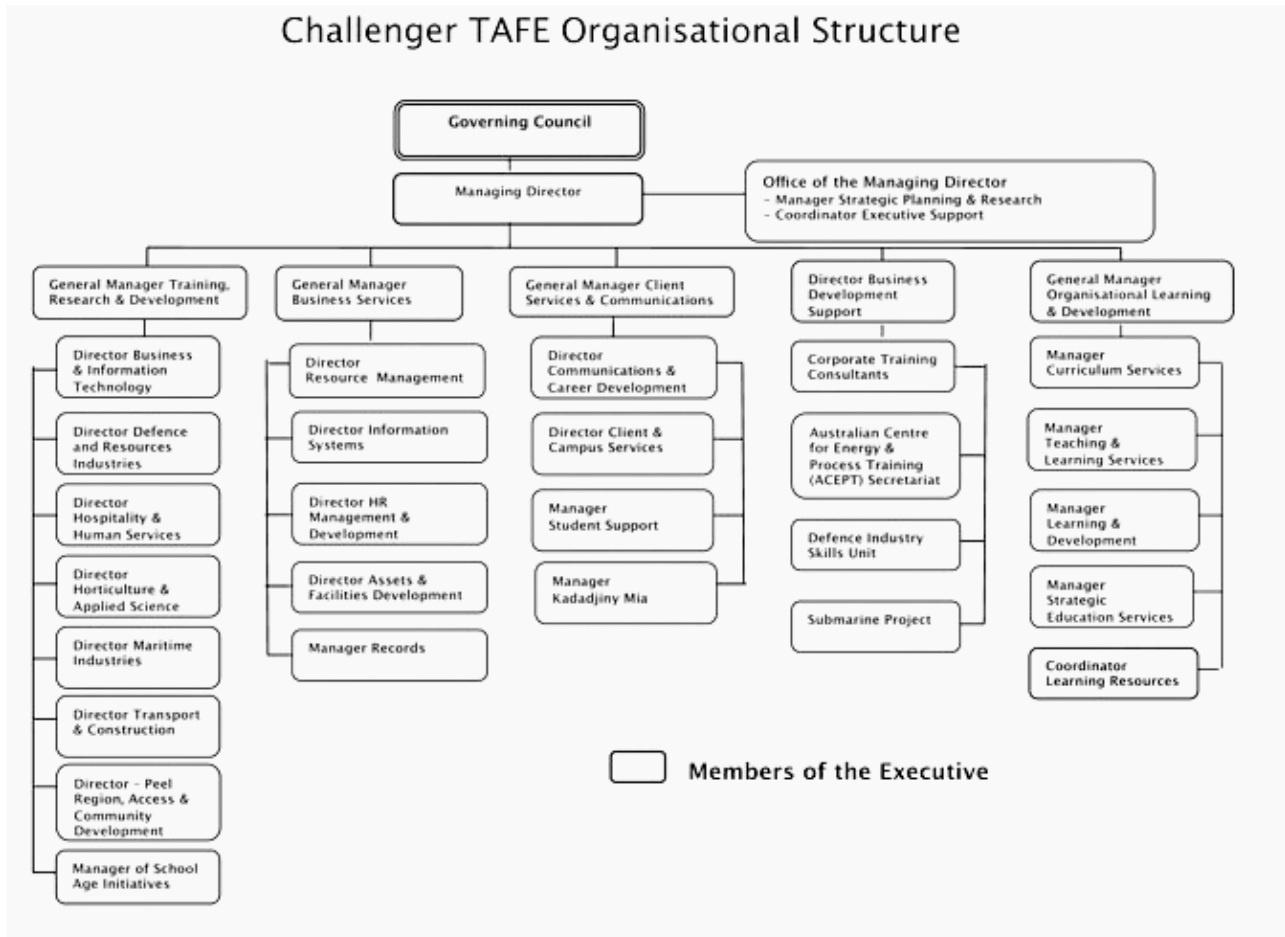 Challenger TAFE Organisational Structure
Governing Council
Managing Director
Office of the Managing Director
- Manager Strategic Planning & Research
- Coordinator Executive Support
General Manager Training,
Research & Development
General Manager
Business Services
General Manager Client
Services & Communications
Director Business
Development
Support
General Manager
Organisational Learning
& Development
Director Business
& Information
Technology
Director Defence
and Resources
Industries
Director
Hospitality &
Human Services
Director
Horticulture &
Applied Science
Director Maritime
Industries
Director Transport
& Construction
Director – Peel
Region, Access &
Community
Development
Manager of School
Age Initiatives
Director
Resource Management
Director Information
Systems
Director HR
Management &
Development
Director Assets &
Facilities Development
Manager Records
Director
Communications &
Career Development
Director Client &
Campus Services
Manager
Student Support
Manager
Kadadjiny Mia
Corporate Training
Consultants
Australian Centre
for Energy &
Process Training
(ACEPT) Secretariat
Defence Industry
Skills Unit
Submarine Project
Manager
Curriculum Services
Manager
Teaching &
Learning Services
Manager
Learning &
Development
Manager
Strategic
Education Services
Coordinator
Learning Resources
Members of the Executive